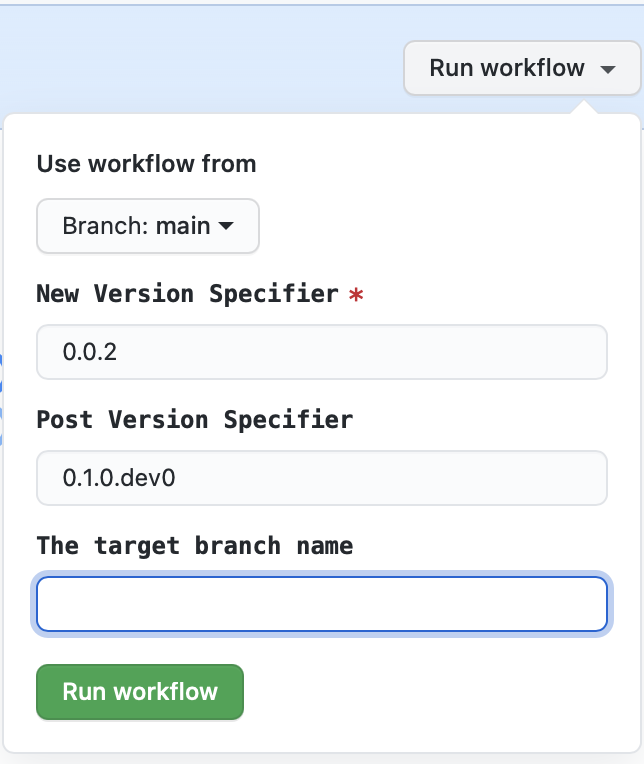 Run workflow
Use workflow from
Branch: main
New Version Specifier *
0.0.2
Post Version Specifier
0.1.0.dev0
The target branch name
Run workflow